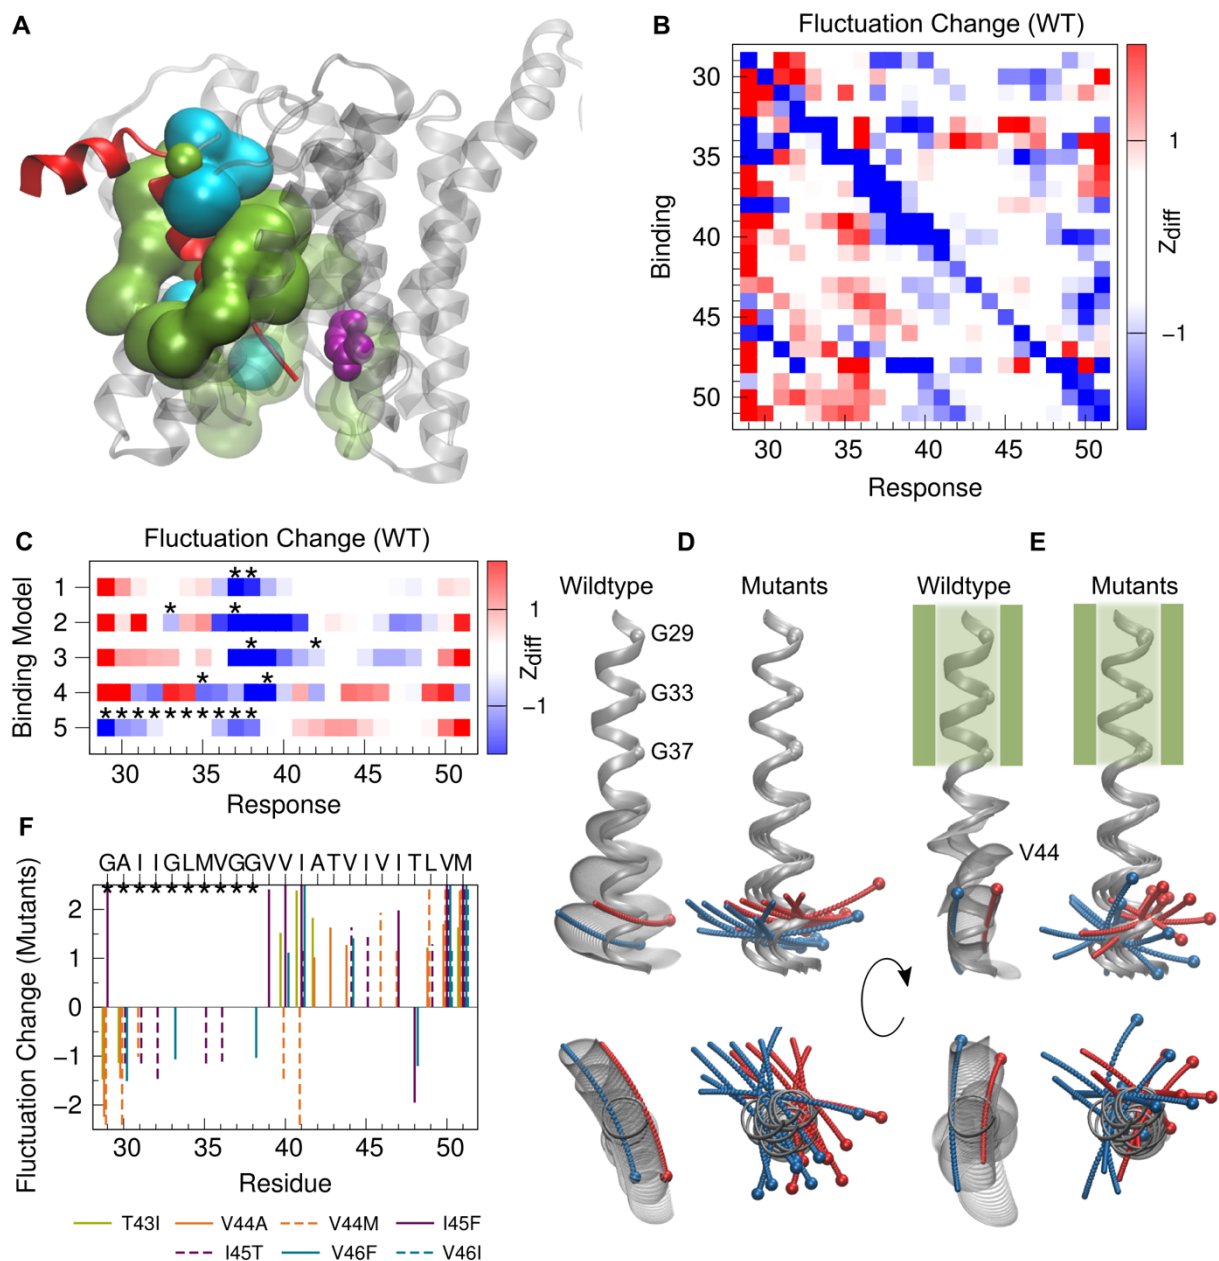 A
B
Fluctuation Change (WT)
Binding
30
35
40
45
50
30 35 40 45 50
Response
1
−1
Zdiff
C
Fluctuation Change (WT)
Binding Model
1
** 
2
* *
3
* *
4
* *
5
**********
30 35 40 45 50
Response
1
−1
Zdiff
D
Wildtype Mutants
G29
G33
G37
E
Wildtype Mutants
V44
F
GAIIGLMVGGVVIATVIVITLVM
**********
Fluctuation Change (Mutants)
2
1
0
−1
−2
30 35 40 45 50
Residue
T43I V44A V44M I45F
I45T V46F V46I